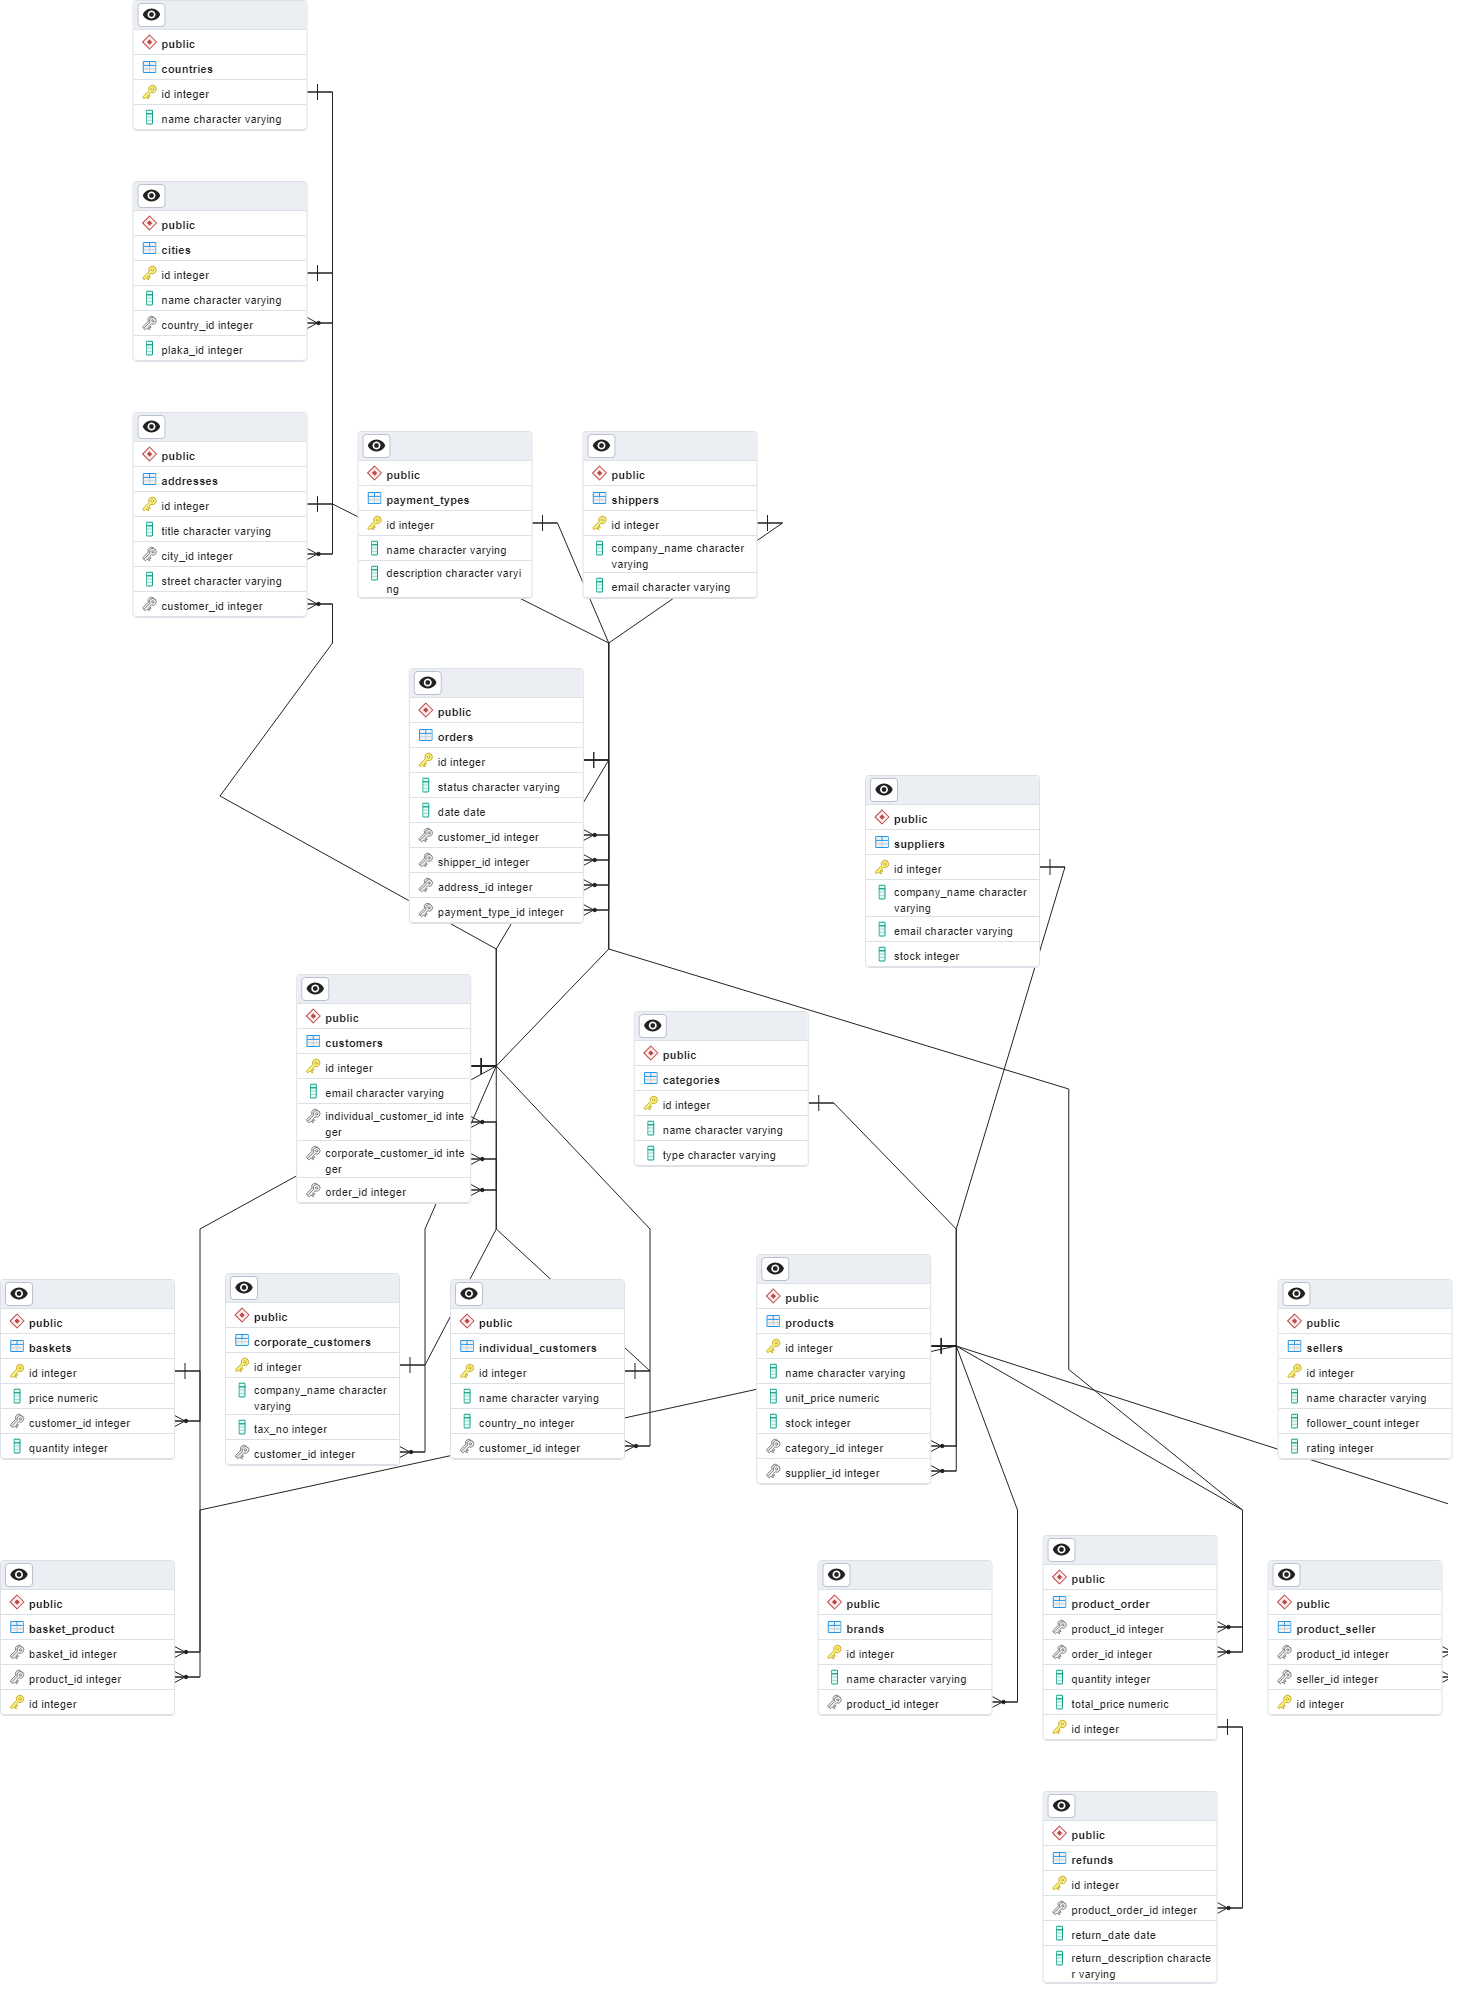 public
countries
id integer
name character varying
public
cities
id integer
name character varying
country_id integer
plaka_id integer
public
addresses
id integer
title character varying
city_id integer
street character varying
customer_id integer
public
payment_types
id integer
name character varying
description character varyi
ng
public
shippers
id integer
company_name character
varying
email character varying
public
orders
id integer
status character varying
date date
customer_id integer
shipper_id integer
address_id integer
payment_type_id integer
public
suppliers
id integer
company_name character
varying
email character varying
stock integer
public
customers
id integer
email character varying
individual_customer_id inte
ger
corporate_customer_id inte
ger
order_id integer
public
categories
id integer
name character varying
type character varying
public
baskets
id integer
price numeric
customer_id integer
quantity integer
public
corporate_customers
id integer
company_name character
varying
tax_no integer
customer_id integer
public
individual_customers
id integer
name character varying
country_no integer
customer_id integer
public
products
id integer
name character varying
unit_price numeric
stock integer
category_id integer
supplier_id integer
public
sellers
id integer
name character varying
follower_count integer
rating integer
public
basket_product
basket_id integer
product_id integer
id integer
public
brands
id integer
name character varying
product_id integer
public
product_order
product_id integer
order_id integer
quantity integer
total_price numeric
id integer
public
product_seller
product_id integer
seller_id integer
id integer
public
refunds
id integer
product_order_id integer
return_date date
return_description characte
r varying